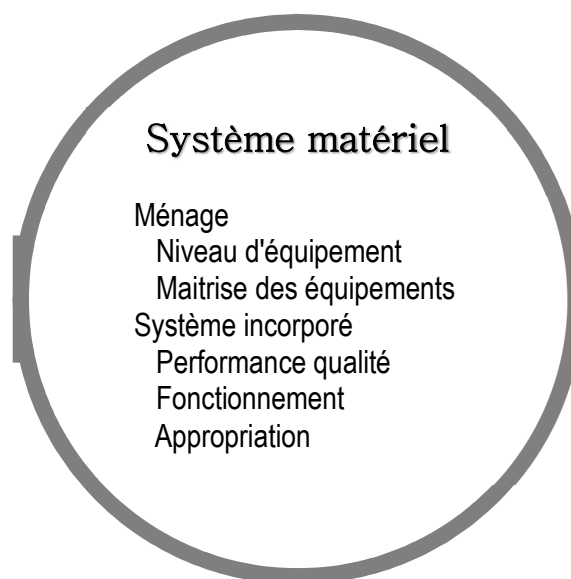 Système matériel
Ménage
Niveau d'équipement
Maitrise des équipements
Système incorporé
Performance qualité
Fonctionnement
Appropriation